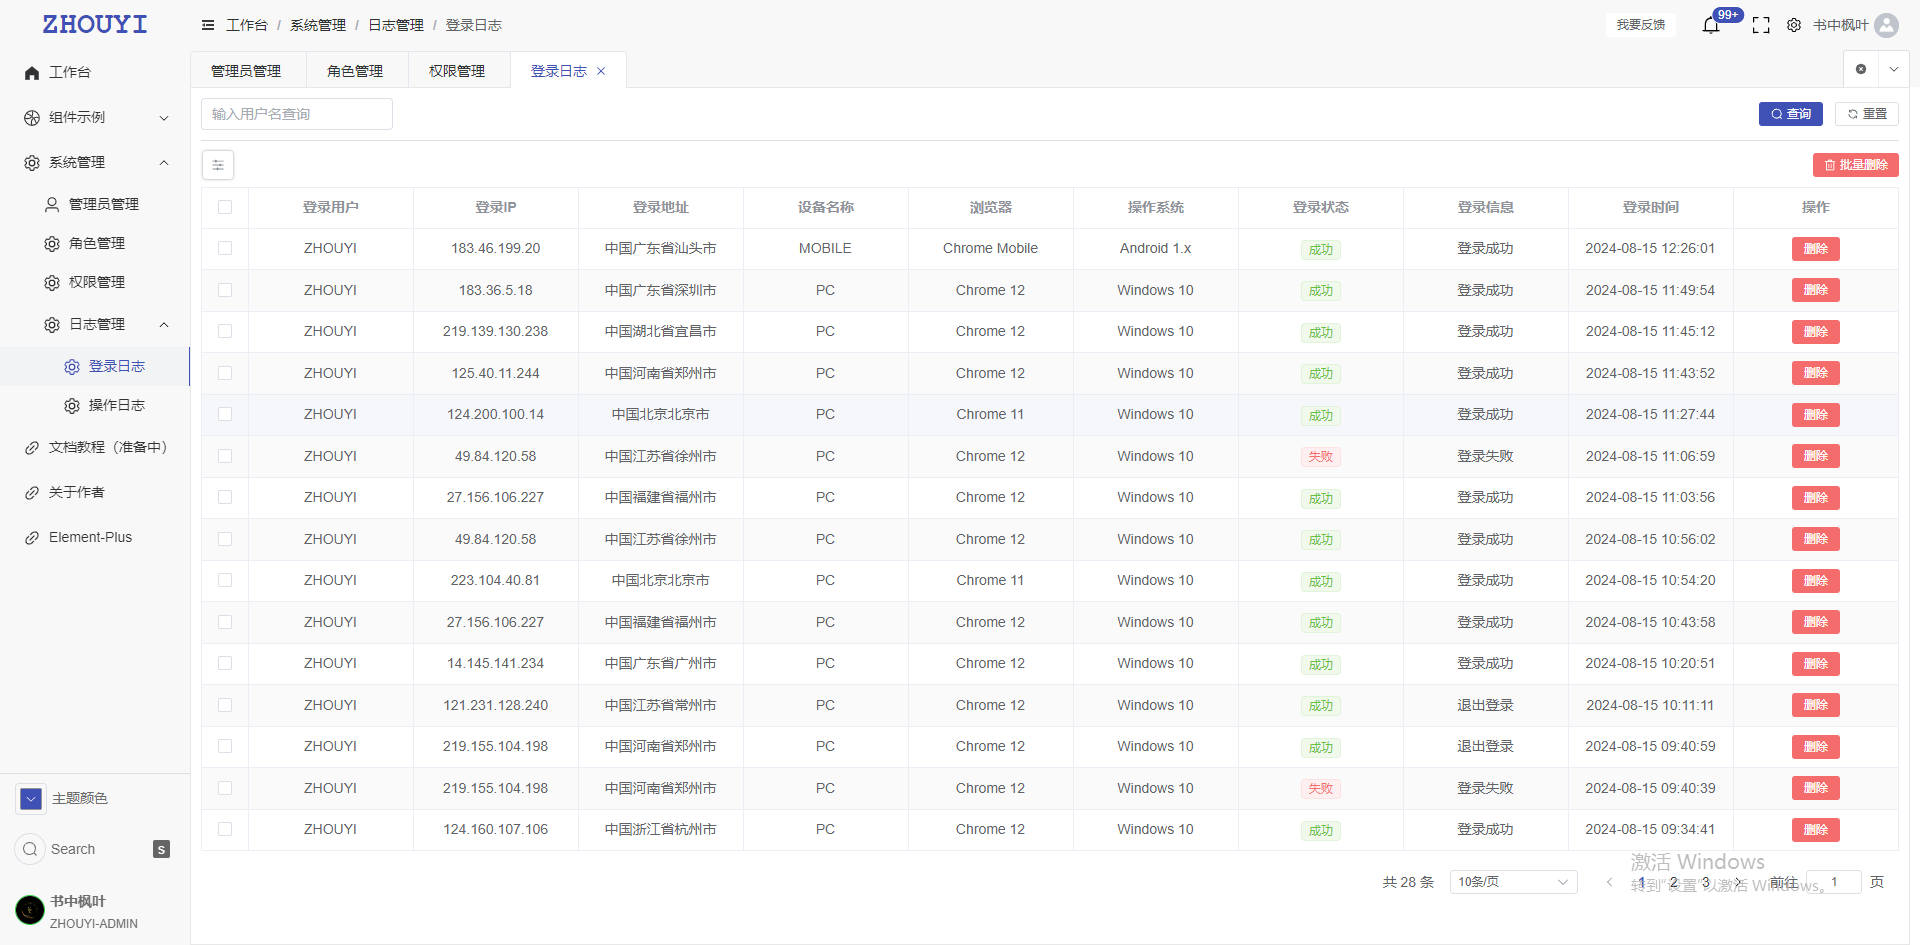 ZHOUYI
工作台 / 系统管理 / 日志管理 / 登录日志
我要反馈 99+ 书中枫叶
工作台
组件示例
系统管理
管理员管理
角色管理
权限管理
日志管理
登录日志
操作日志
文档教程（准备中）
关于作者
Element-Plus
主题颜色
Search S
书中枫叶
ZHOUYI-ADMIN
管理员管理 角色管理 权限管理 登录日志
输入用户名查询 查询 重置
批量删除
登录用户 登录IP 登录地址 设备名称 浏览器 操作系统 登录状态 登录信息 登录时间 操作
ZHOUYI 183.46.199.20 中国广东省汕头市 MOBILE Chrome Mobile Android 1.x 成功 登录成功 2024-08-15 12:26:01 删除
ZHOUYI 183.36.5.18 中国广东省深圳市 PC Chrome 12 Windows 10 成功 登录成功 2024-08-15 11:49:54 删除
ZHOUYI 219.139.130.238 中国湖北省宜昌市 PC Chrome 12 Windows 10 成功 登录成功 2024-08-15 11:45:12 删除
ZHOUYI 125.40.11.244 中国河南省郑州市 PC Chrome 12 Windows 10 成功 登录成功 2024-08-15 11:43:52 删除
ZHOUYI 124.200.100.14 中国北京北京市 PC Chrome 11 Windows 10 成功 登录成功 2024-08-15 11:27:44 删除
ZHOUYI 49.84.120.58 中国江苏省徐州市 PC Chrome 12 Windows 10 失败 登录失败 2024-08-15 11:06:59 删除
ZHOUYI 27.156.106.227 中国福建省福州市 PC Chrome 12 Windows 10 成功 登录成功 2024-08-15 11:03:56 删除
ZHOUYI 49.84.120.58 中国江苏省徐州市 PC Chrome 12 Windows 10 成功 登录成功 2024-08-15 10:56:02 删除
ZHOUYI 223.104.40.81 中国北京北京市 PC Chrome 11 Windows 10 成功 登录成功 2024-08-15 10:54:20 删除
ZHOUYI 27.156.106.227 中国福建省福州市 PC Chrome 12 Windows 10 成功 登录成功 2024-08-15 10:43:58 删除
ZHOUYI 14.145.141.234 中国广东省广州市 PC Chrome 12 Windows 10 成功 登录成功 2024-08-15 10:20:51 删除
ZHOUYI 121.231.128.240 中国江苏省常州市 PC Chrome 12 Windows 10 成功 退出登录 2024-08-15 10:11:11 删除
ZHOUYI 219.155.104.198 中国河南省郑州市 PC Chrome 12 Windows 10 成功 退出登录 2024-08-15 09:40:59 删除
ZHOUYI 219.155.104.198 中国河南省郑州市 PC Chrome 12 Windows 10 失败 登录失败 2024-08-15 09:40:39 删除
ZHOUYI 124.160.107.106 中国浙江省杭州市 PC Chrome 12 Windows 10 成功 登录成功 2024-08-15 09:34:41 删除
共 28 条 10条/页 1 2 3 前往 1 页
激活 Windows
转到"设置"以激活 Windows。